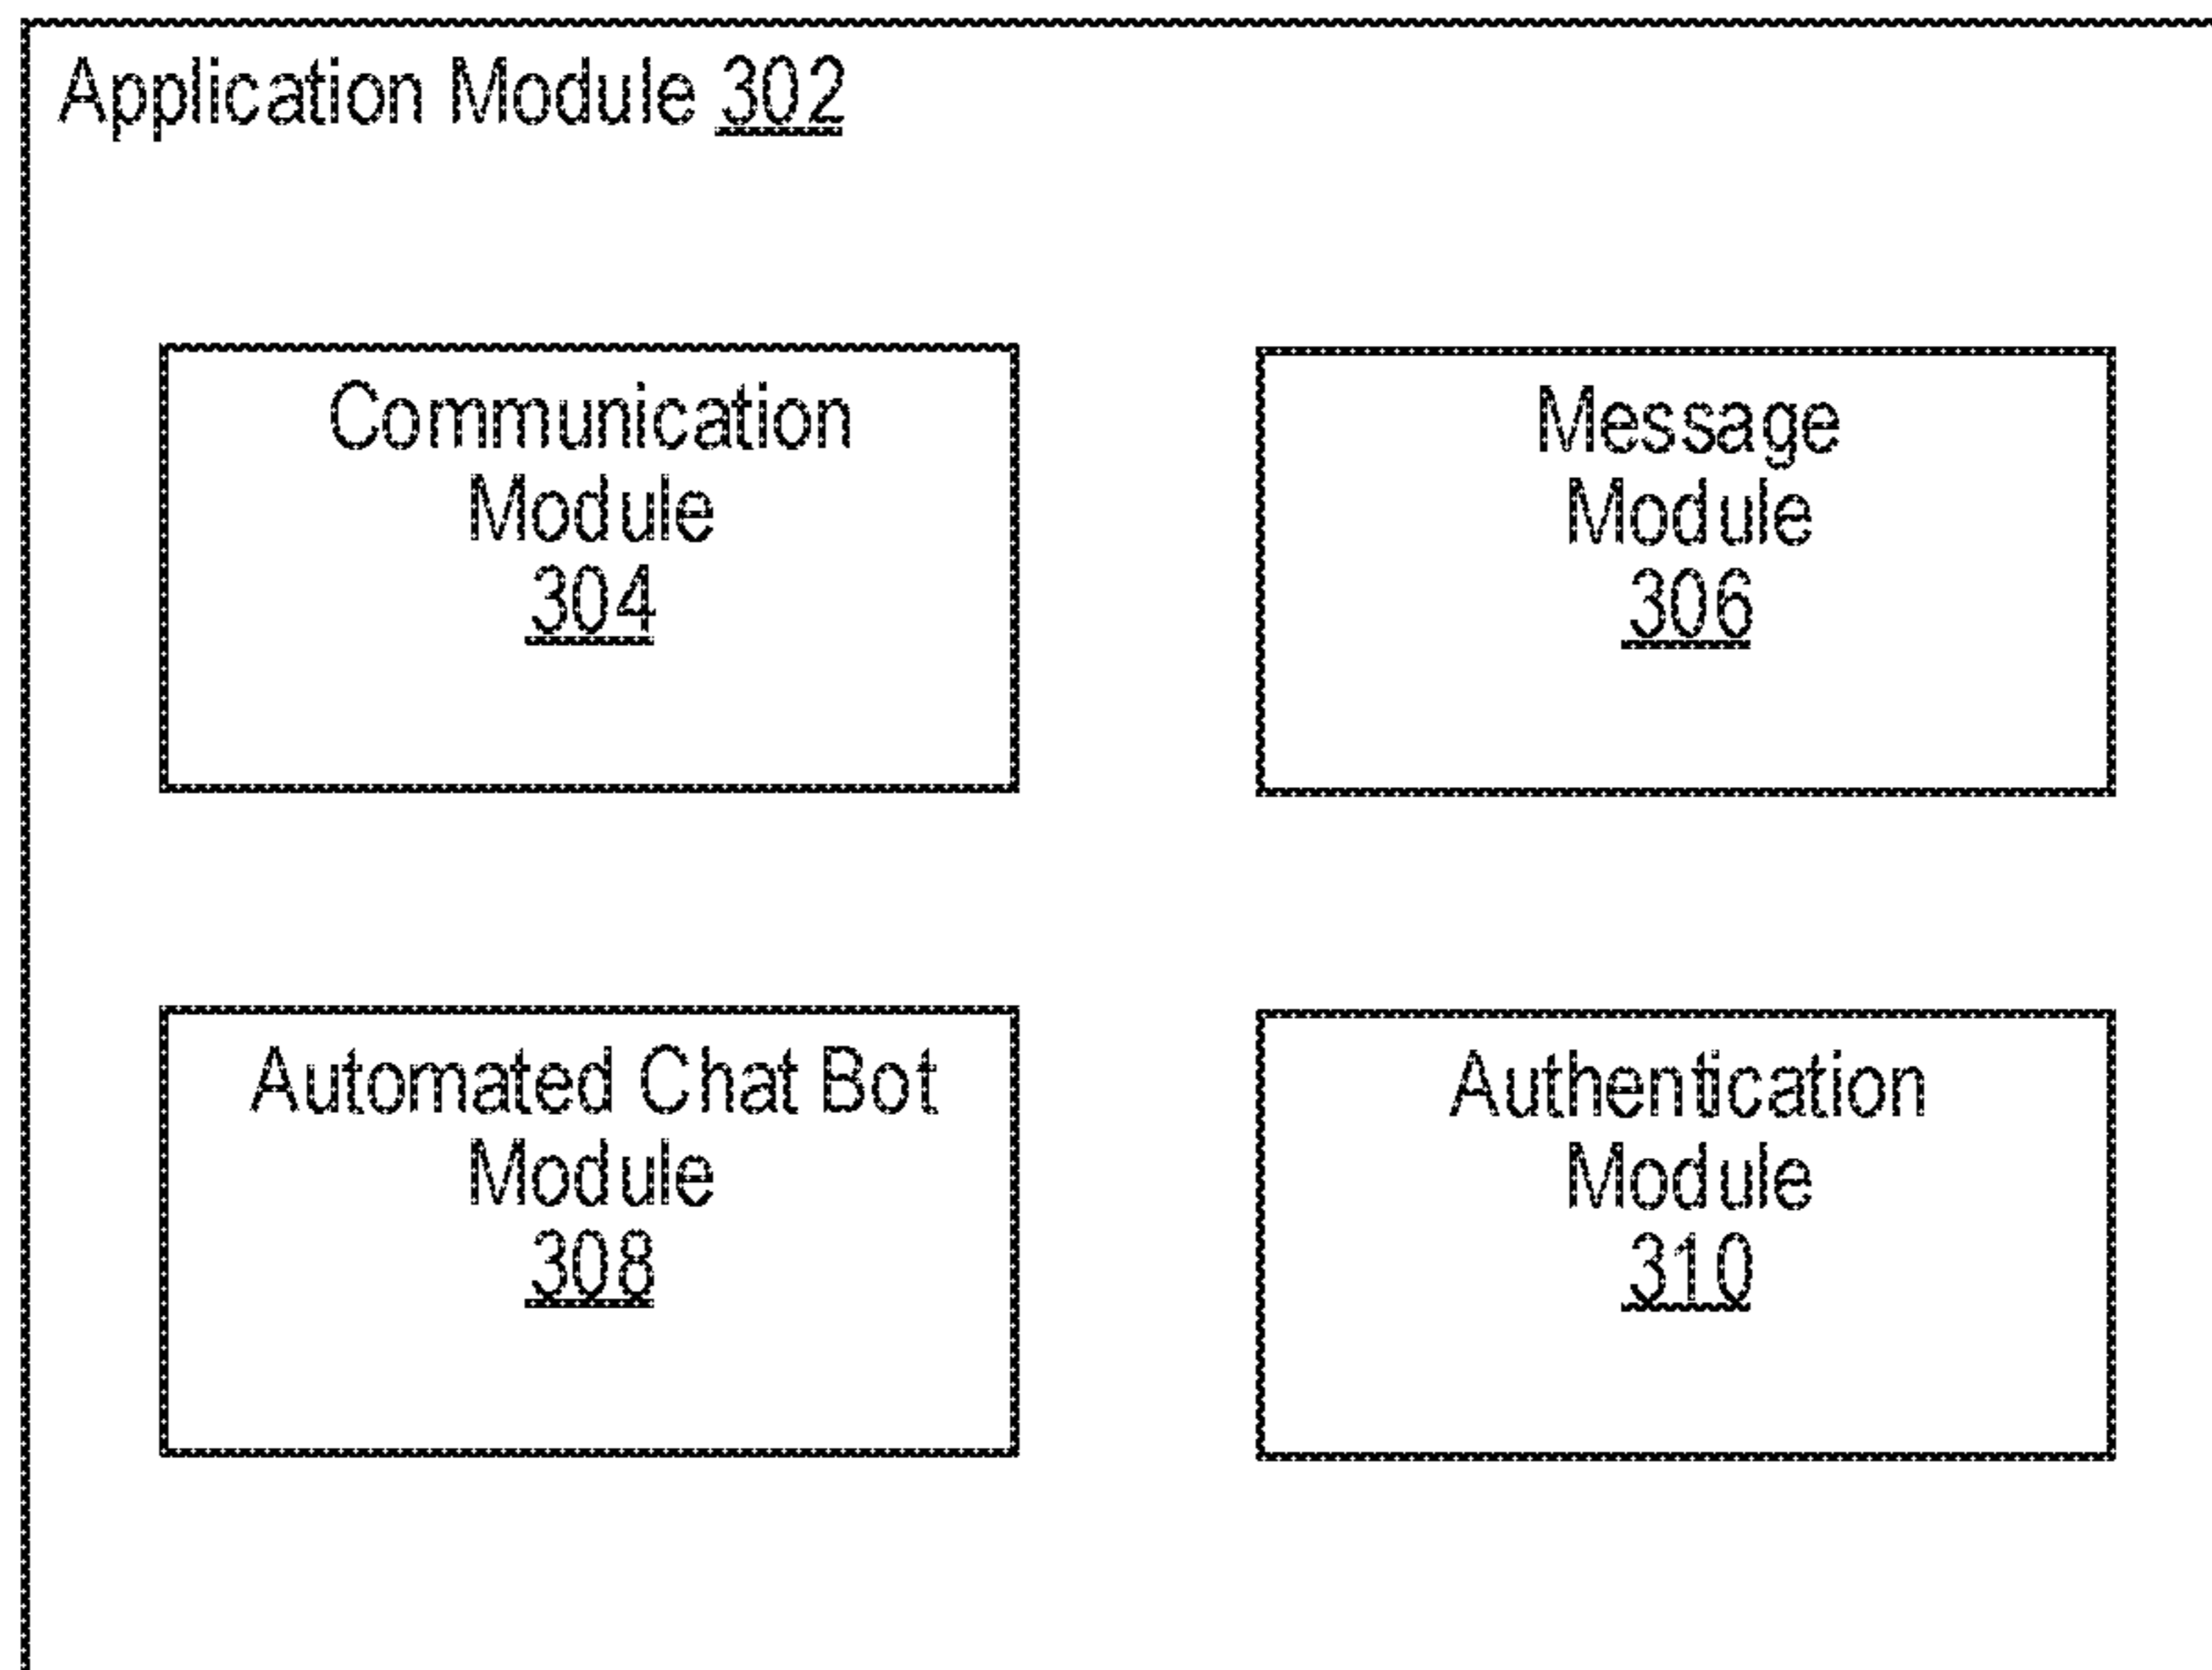 Application Module 302
Communication
Module
304
Message
Module
306
Automated Chat Bot
Module
308
Authentication
Module
310